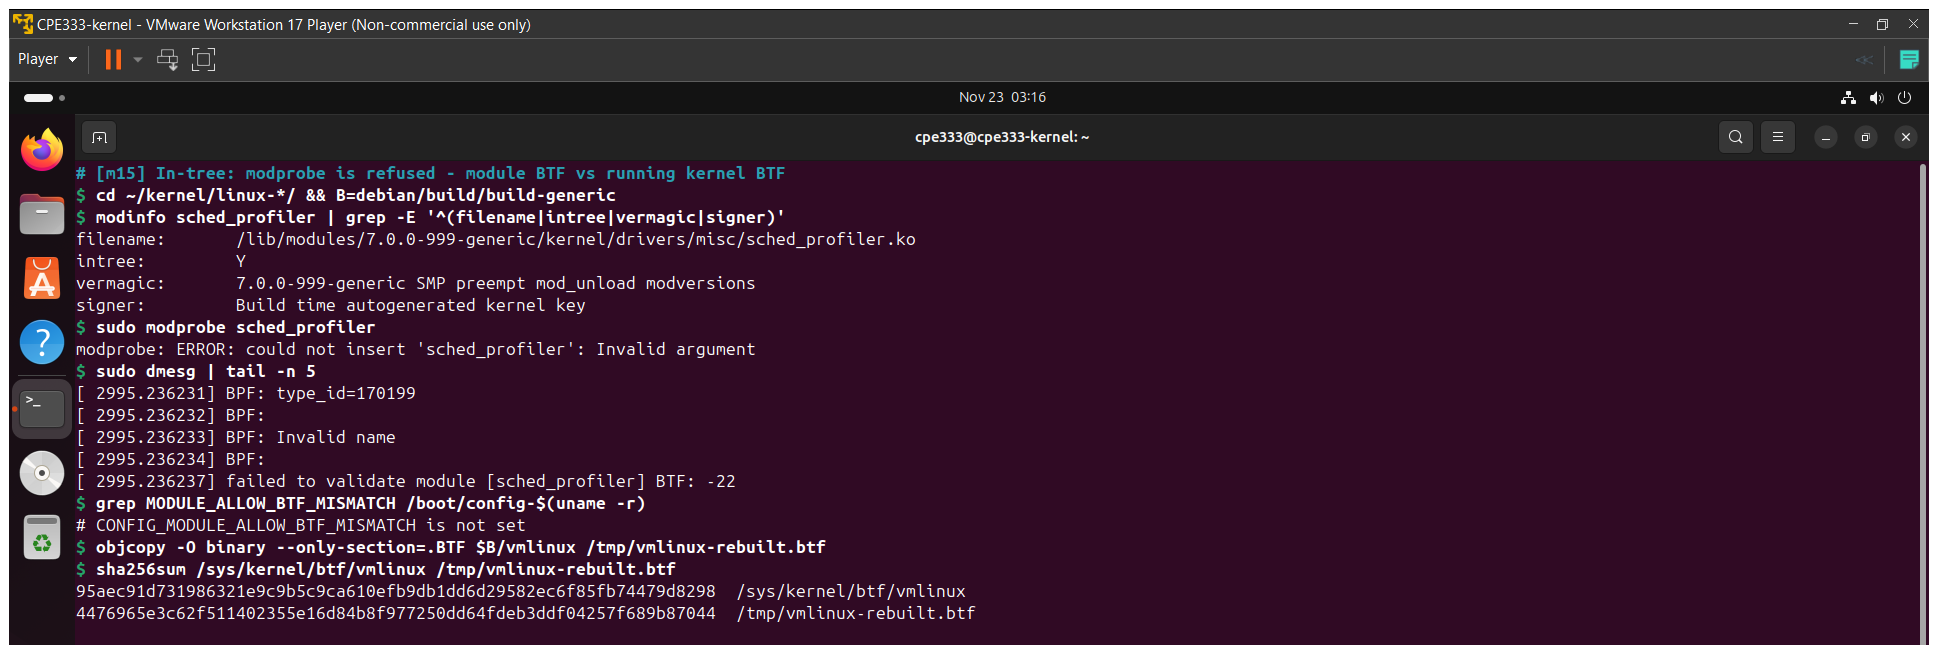 CPE333-kernel - VMware Workstation 17 Player (Non-commercial use only)
Player
Nov 23 03:16
cpe333@cpe333-kernel: ~
# [m15] In-tree: modprobe is refused - module BTF vs running kernel BTF
$ cd ~/kernel/linux-*/ && B=debian/build/build-generic
$ modinfo sched_profiler | grep -E '^(filename|intree|vermagic|signer)'
filename:       /lib/modules/7.0.0-999-generic/kernel/drivers/misc/sched_profiler.ko
intree:         Y
vermagic:       7.0.0-999-generic SMP preempt mod_unload modversions
signer:         Build time autogenerated kernel key
$ sudo modprobe sched_profiler
modprobe: ERROR: could not insert 'sched_profiler': Invalid argument
$ sudo dmesg | tail -n 5
[ 2995.236231] BPF: type_id=170199
[ 2995.236232] BPF:
[ 2995.236233] BPF: Invalid name
[ 2995.236234] BPF:
[ 2995.236237] failed to validate module [sched_profiler] BTF: -22
$ grep MODULE_ALLOW_BTF_MISMATCH /boot/config-$(uname -r)
# CONFIG_MODULE_ALLOW_BTF_MISMATCH is not set
$ objcopy -O binary --only-section=.BTF $B/vmlinux /tmp/vmlinux-rebuilt.btf
$ sha256sum /sys/kernel/btf/vmlinux /tmp/vmlinux-rebuilt.btf
95aec91d731986321e9c9b5c9ca610efb9db1dd6d29582ec6f85fb74479d8298  /sys/kernel/btf/vmlinux
4476965e3c62f511402355e16d84b8f977250dd64fdeb3ddf04257f689b87044  /tmp/vmlinux-rebuilt.btf